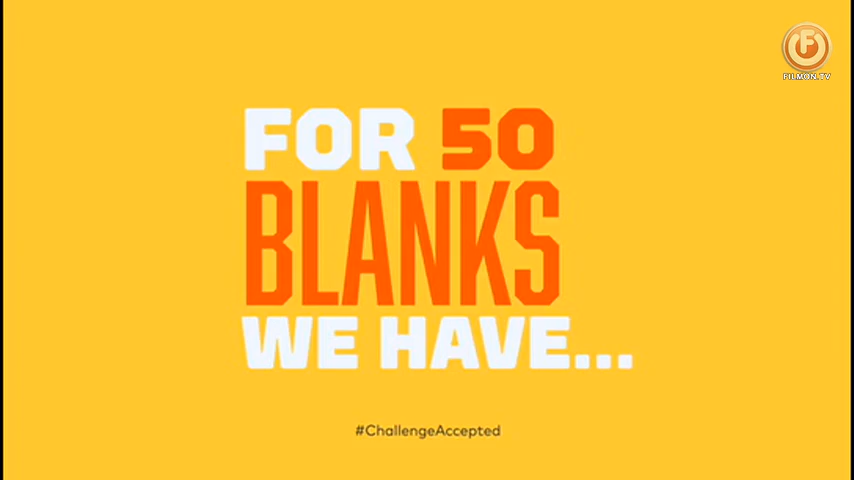 FILMON.TV
FOR 50
BLANKS
WE HAVE...
#ChallengeAccepted